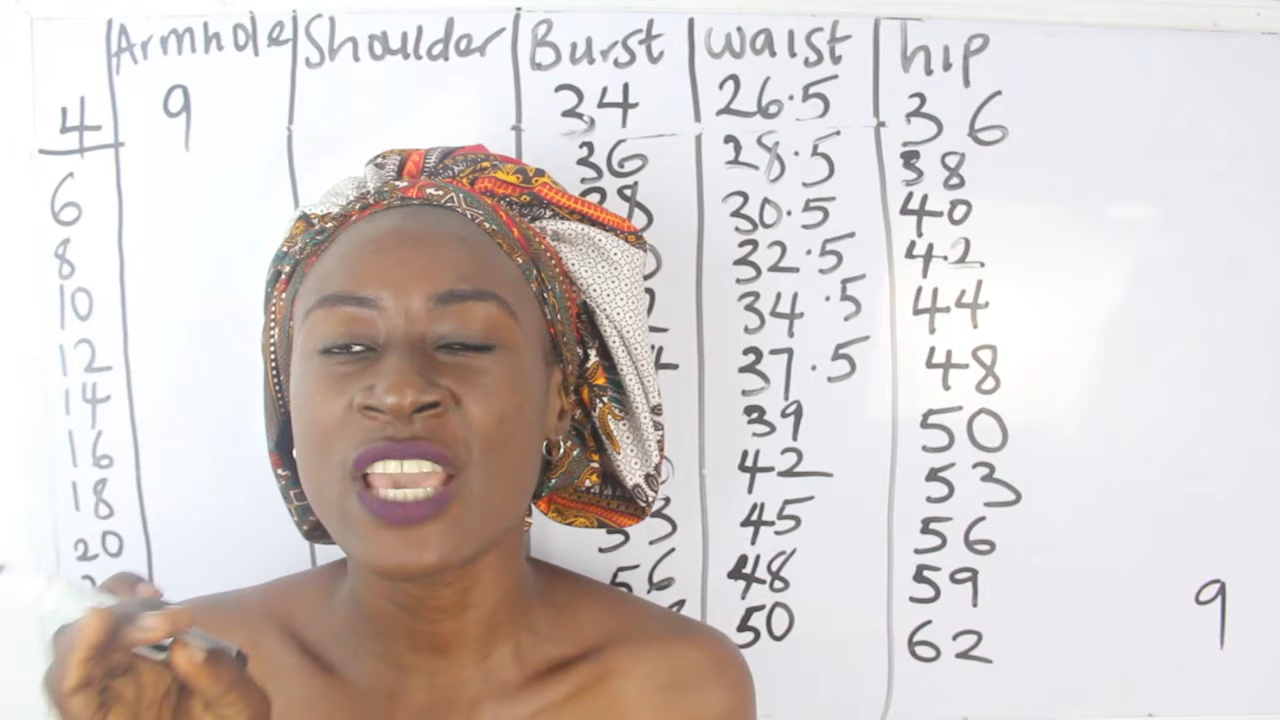 Armhole Shoulder Burst waist hip
4 9 34 26.5 36
6 36 28.5 38
8 30.5 40
10 32.5 42
12 34.5 44
14 37.5 48
16 39 50
18 42 53
20 45 56
56 48 59
50 62
9